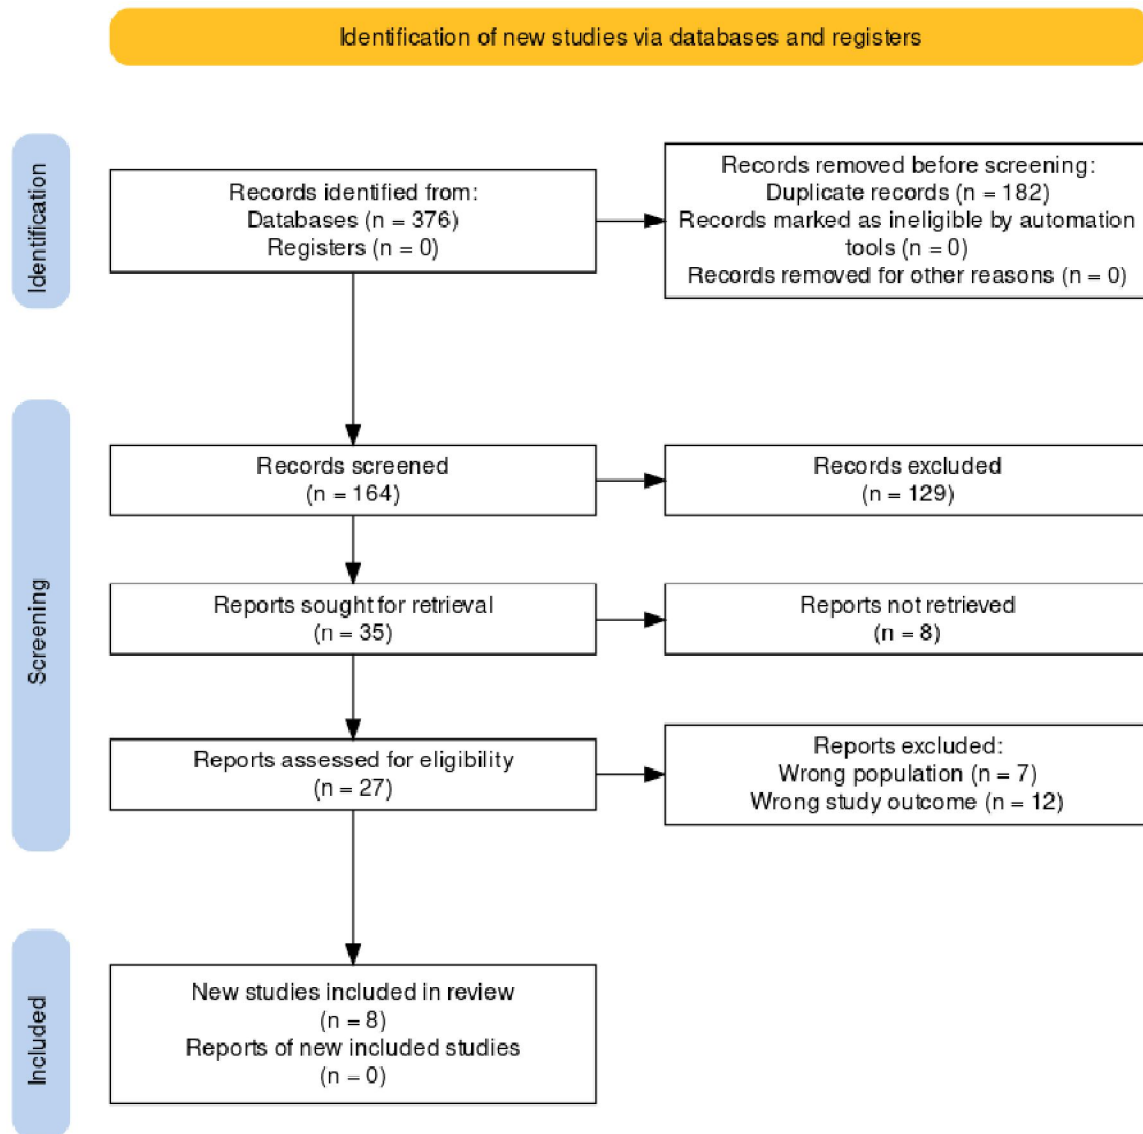 Identification of new studies via databases and registers
Identification
Records identified from:
Databases (n = 376)
Registers (n = 0)
Records removed before screening:
Duplicate records (n = 182)
Records marked as ineligible by automation
tools (n = 0)
Records removed for other reasons (n = 0)
Screening
Records screened
(n = 164)
Records excluded
(n = 129)
Reports sought for retrieval
(n = 35)
Reports not retrieved
(n = 8)
Reports assessed for eligibility
(n = 27)
Reports excluded:
Wrong population (n = 7)
Wrong study outcome (n = 12)
Included
New studies included in review
(n = 8)
Reports of new included studies
(n = 0)